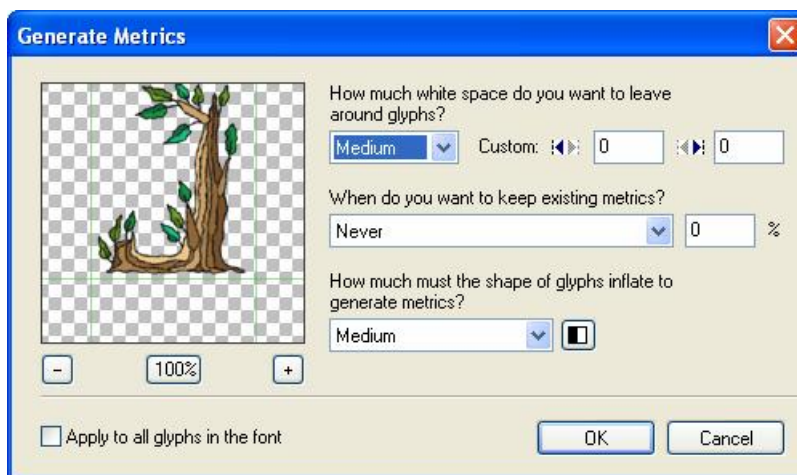 Generate Metrics
How much white space do you want to leave
around glyphs?
Medium Custom: 0 0
When do you want to keep existing metrics?
Never 0 %
How much must the shape of glyphs inflate to
generate metrics?
Medium
- 100% +
Apply to all glyphs in the font OK Cancel